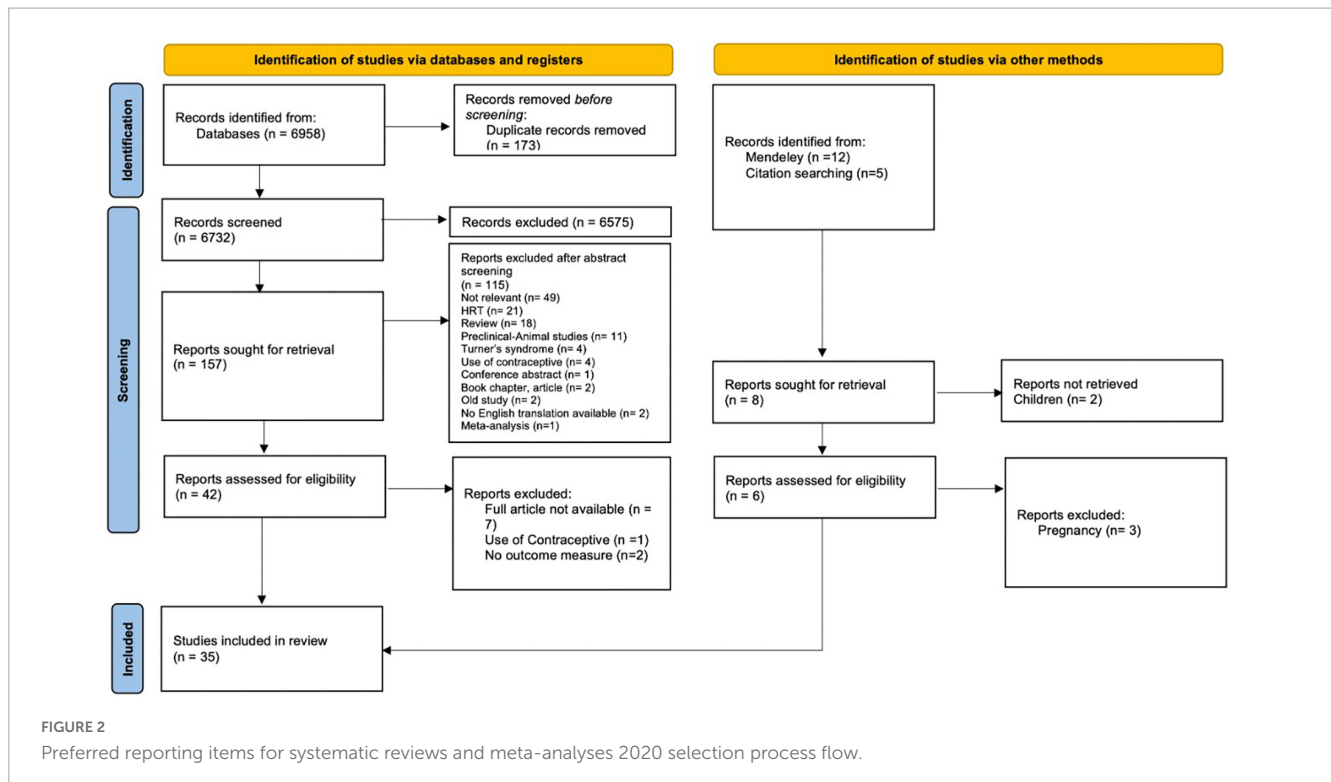 Identification of studies via databases and registers
Identification of studies via other methods
Identification
Records identified from:
Databases (n = 6958)
Records removed before
screening:
Duplicate records removed
(n = 173)
Records identified from:
Mendeley (n =12)
Citation searching (n=5)
Screening
Records screened
(n = 6732)
Records excluded (n = 6575)
Reports sought for retrieval
(n = 157)
Reports excluded after abstract
screening
(n = 115)
Not relevant (n= 49)
HRT (n= 21)
Review (n= 18)
Preclinical-Animal studies (n= 11)
Turner's syndrome (n= 4)
Use of contraceptive (n= 4)
Conference abstract (n= 1)
Book chapter, article (n= 2)
Old study (n= 2)
No English translation available (n= 2)
Meta-analysis (n=1)
Reports sought for retrieval
(n = 8)
Reports not retrieved
Children (n= 2)
Reports assessed for eligibility
(n = 42)
Reports excluded:
Full article not available (n =
7)
Use of Contraceptive (n =1)
No outcome measure (n=2)
Reports assessed for eligibility
(n = 6)
Reports excluded:
Pregnancy (n= 3)
Included
Studies included in review
(n = 35)
FIGURE 2
Preferred reporting items for systematic reviews and meta-analyses 2020 selection process flow.